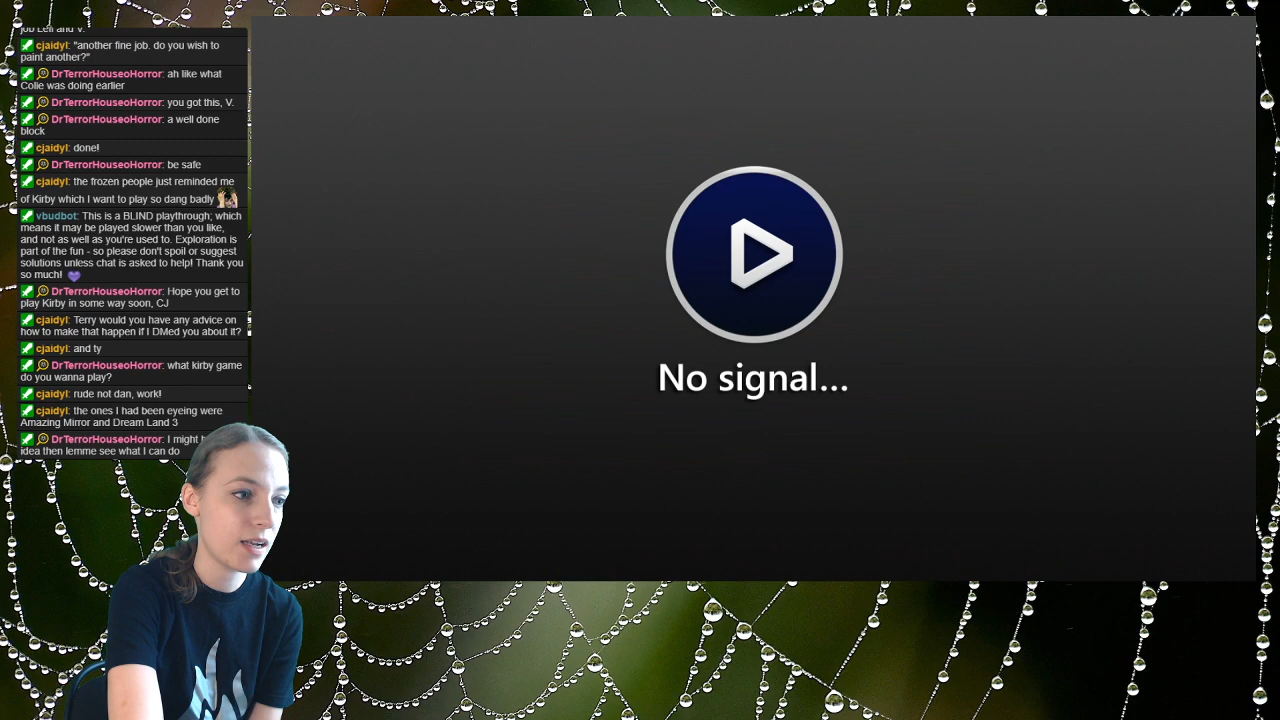 job Leif and V.
cjaidyl: "another fine job. do you wish to
paint another?"
DrTerrorHouseoHorror: ah like what
Colie was doing earlier
DrTerrorHouseoHorror: you got this, V.
DrTerrorHouseoHorror: a well done
block
cjaidyl: done!
DrTerrorHouseoHorror: be safe
cjaidyl: the frozen people just reminded me
of Kirby which I want to play so dang badly
vbudbot: This is a BLIND playthrough; which
means it may be played slower than you like,
and not as well as you're used to. Exploration is
part of the fun - so please don't spoil or suggest
solutions unless chat is asked to help! Thank you
so much!
DrTerrorHouseoHorror: Hope you get to
play Kirby in some way soon, CJ
cjaidyl: Terry would you have any advice on
how to make that happen if I DMed you about it?
cjaidyl: and ty
DrTerrorHouseoHorror: what kirby game
do you wanna play?
cjaidyl: rude not dan, work!
cjaidyl: the ones I had been eyeing were
Amazing Mirror and Dream Land 3
DrTerrorHouseoHorror: I might
idea then lemme see what I can do
No signal...